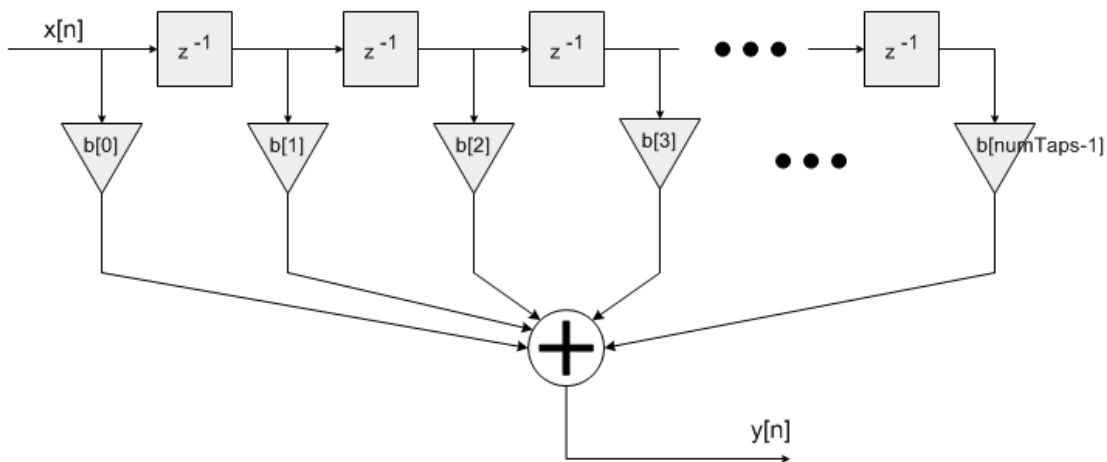 x[n]
z -1
z -1
z -1
z -1
b[0]
b[1]
b[2]
b[3]
b[numTaps-1]
y[n]